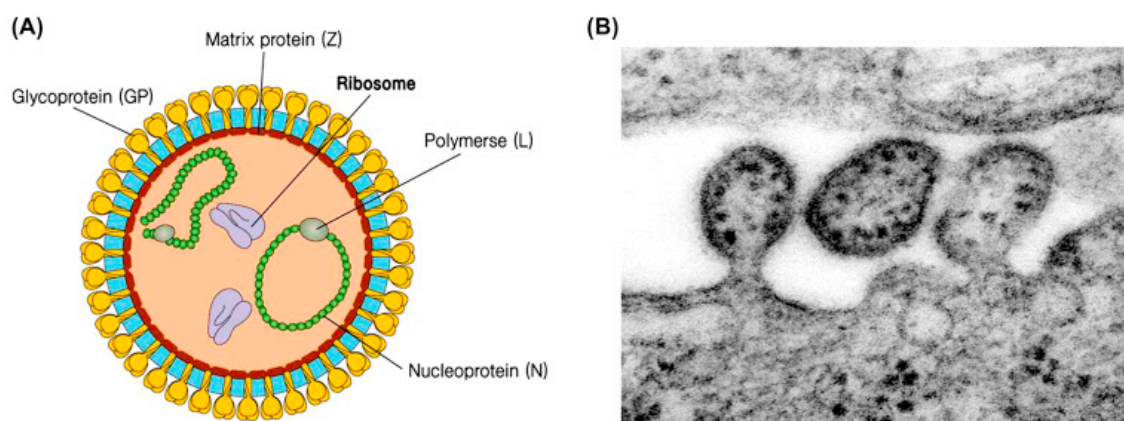 (A)
Matrix protein (Z)
Ribosome
Glycoprotein (GP)
Polymerse (L)
Nucleoprotein (N)
(B)